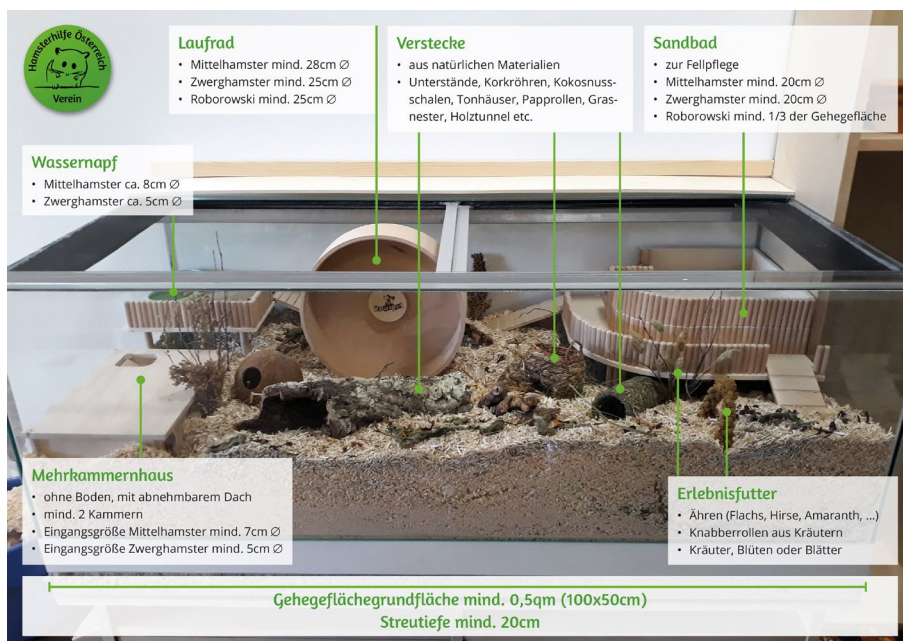 Hamsterhilfe Österreich
Verein
Laufrad
• Mittelhamster mind. 28cm ∅
• Zwerghamster mind. 25cm ∅
• Roborowski mind. 25cm ∅
Verstecke
• aus natürlichen Materialien
• Unterstände, Korkröhren, Kokosnuss-
schalen, Tonhäuser, Papprollen, Gras-
nester, Holztunnel etc.
Sandbad
• zur Fellpflege
• Mittelhamster mind. 20cm ∅
• Zwerghamster mind. 20cm ∅
• Roborowski mind. 1/3 der Gehegefläche
Wassernapf
• Mittelhamster ca. 8cm ∅
• Zwerghamster ca. 5cm ∅
Mehrkammernhaus
• ohne Boden, mit abnehmbarem Dach
• mind. 2 Kammern
• Eingangsgröße Mittelhamster mind. 7cm ∅
• Eingangsgröße Zwerghamster mind. 5cm ∅
Erlebnisfutter
• Ähren (Flachs, Hirse, Amaranth, ...)
• Knabberrollen aus Kräutern
• Kräuter, Blüten oder Blätter
Gehegeflächegrundfläche mind. 0,5qm (100x50cm)
Streutiefe mind. 20cm